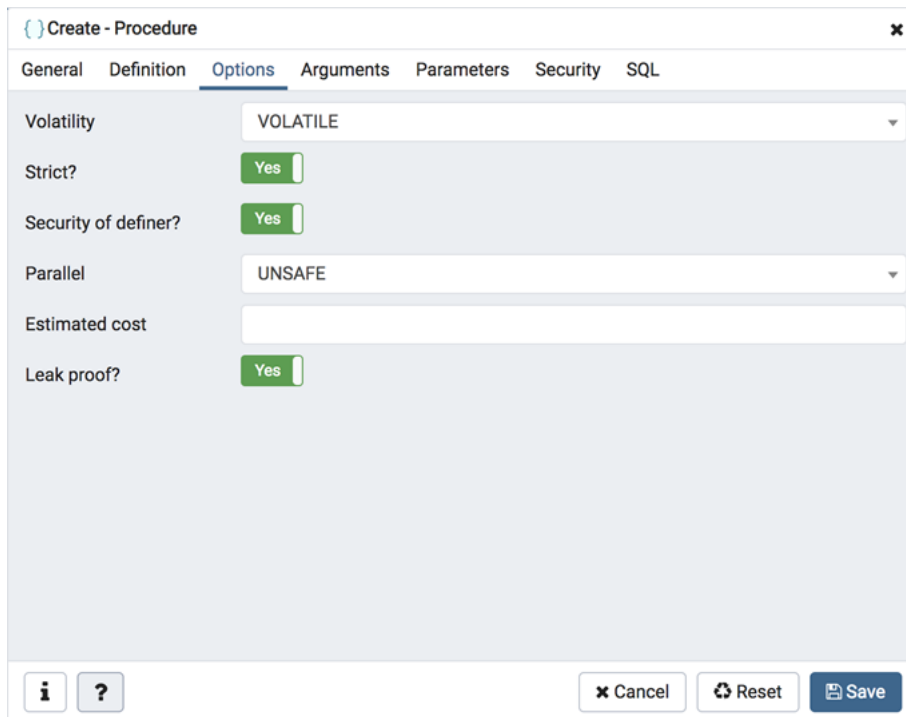 { } Create - Procedure
General Definition Options Arguments Parameters Security SQL
Volatility VOLATILE
Strict? Yes
Security of definer? Yes
Parallel UNSAFE
Estimated cost
Leak proof? Yes
i ? Cancel Reset Save